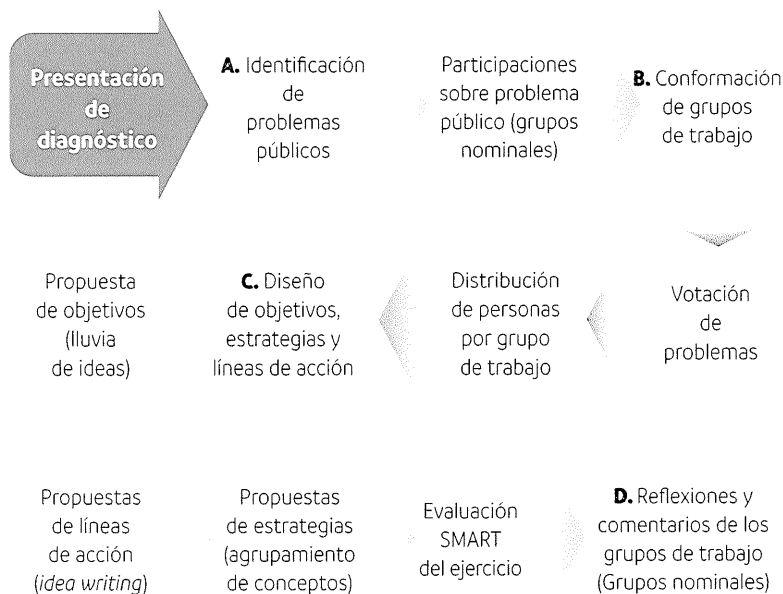 Presentación
de
diagnóstico
A. Identificación
de
problemas
públicos
Participaciones
sobre problema
público (grupos
nominales)
B. Conformación
de grupos
de trabajo
Votación
de
problemas
Distribución
de personas
por grupo
de trabajo
C. Diseño
de objetivos,
estrategias y
líneas de acción
Propuesta
de objetivos
(lluvia
de ideas)
Propuestas
de líneas
de acción
(idea writing)
Propuestas
de estrategias
(agrupamiento
de conceptos)
Evaluación
SMART
del ejercicio
D. Reflexiones y
comentarios de los
grupos de trabajo
(Grupos nominales)